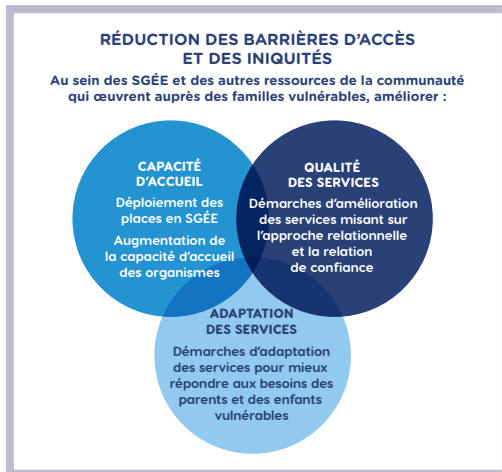 RÉDUCTION DES BARRIÈRES D’ACCÈS
ET DES INIQUITÉS
Au sein des SGÉE et des autres ressources de la communauté
qui œuvrent auprès des familles vulnérables, améliorer :
CAPACITÉ
D’ACCUEIL
Déploiement des
places en SGÉE
Augmentation de
la capacité d’accueil
des organismes
QUALITÉ
DES SERVICES
Démarches d’amélioration
des services misant sur
l’approche relationnelle
et la relation
de confiance
ADAPTATION
DES SERVICES
Démarches d’adaptation
des services pour mieux
répondre aux besoins des
parents et des enfants
vulnérables